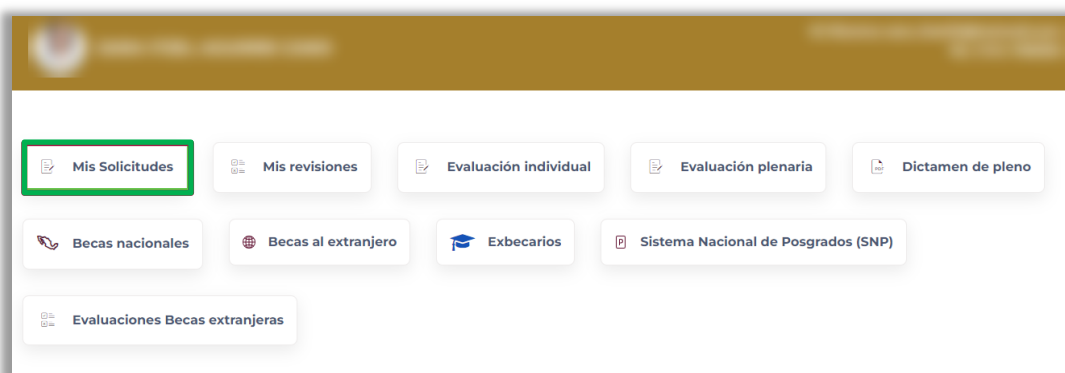 Mis Solicitudes Mis revisiones Evaluación individual Evaluación plenaria Dictamen de pleno
Becas nacionales Becas al extranjero Exbecarios Sistema Nacional de Posgrados (SNP)
Evaluaciones Becas extranjeras